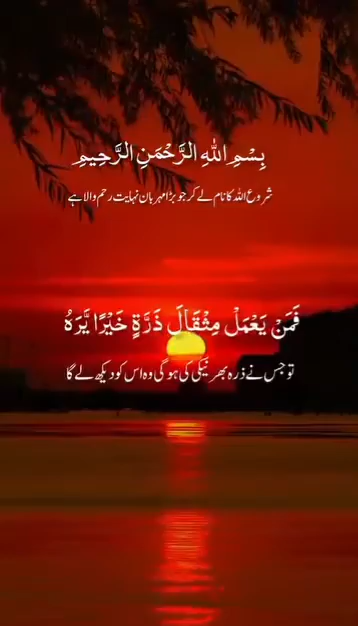 بِسْمِ اللهِ الرَّحْمَنِ الرَّحِيمِ
شروع اللہ کا نام لے کر جو بڑا مہربان نہایت رحم والا ہے
فَمَنْ يَعْمَلْ مِثْقَالَ ذَرَّةٍ خَيْرًا يَّرَهُ
تو جس نے ذرہ بھر نیکی کی ہو گی وہ اس کو دیکھ لے گا